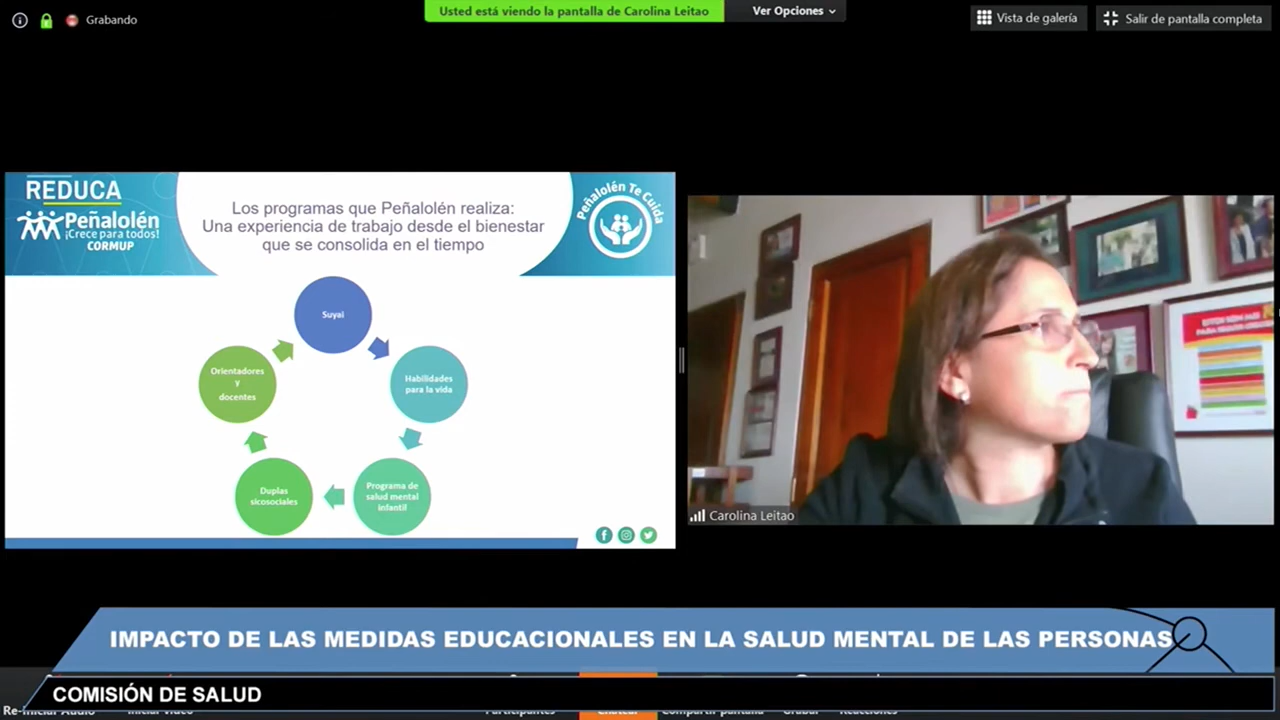 Grabando
Usted está viendo la pantalla de Carolina Leitao
Ver Opciones
Vista de galería
Salir de pantalla completa
REDUCA
Peñalolén
¡Crece para todos!
CORMUP
Los programas que Peñalolén realiza:
Una experiencia de trabajo desde el bienestar
que se consolida en el tiempo
Peñalolén Te Cuida
Suyai
Habilidades
para la vida
Programa de
salud mental
infantil
Duplas
sicosociales
Orientadores
y
docentes
Carolina Leitao
IMPACTO DE LAS MEDIDAS EDUCACIONALES EN LA SALUD MENTAL DE LAS PERSONAS
COMISIÓN DE SALUD